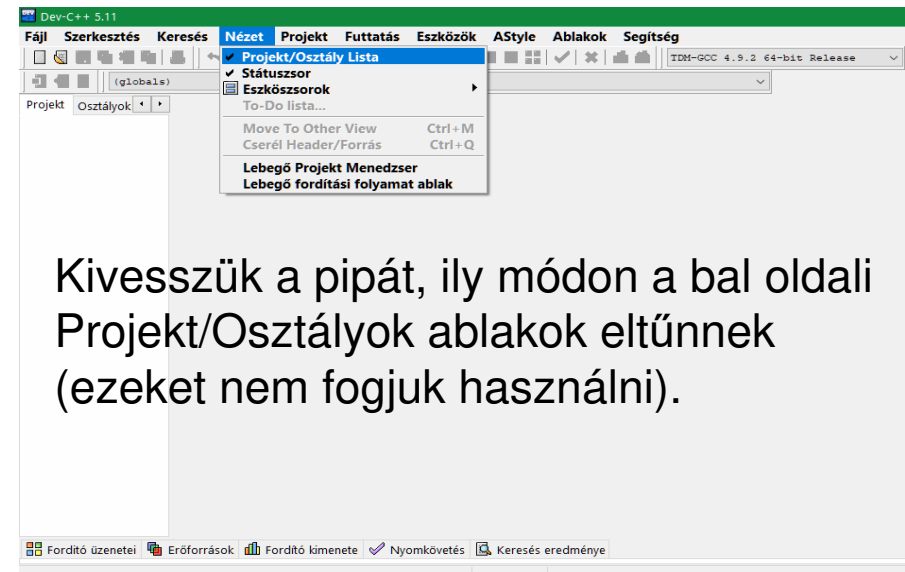 Dev-C++ 5.11
Fájl Szerkesztés Keresés Nézet Projekt Futtatás Eszközök AStyle Ablakok Segítség
TDM-GCC 4.9.2 64-bit Release
(globals)
Projekt Osztályok
Projekt/Osztály Lista
Státuszsor
Eszköszsorok
To-Do lista...
Move To Other View Ctrl+M
Cserél Header/Forrás Ctrl+Q
Lebegő Projekt Menedzser
Lebegő fordítási folyamat ablak
Kivesszük a pipát, ily módon a bal oldali
Projekt/Osztályok ablakok eltűnnek
(ezeket nem fogjuk használni).
Forditó üzenetei Erőforrások Fordító kimenete Nyomkövetés Keresés eredménye